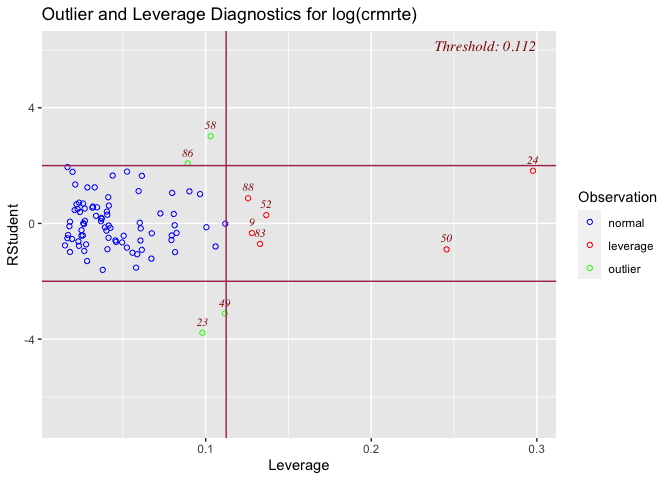 Outlier and Leverage Diagnostics for log(crmrte)
Threshold: 0.112
58
86
24
88
52
9
83
50
49
23
4
0
-4
RStudent
0.1
0.2
0.3
Leverage
Observation
normal
leverage
outlier